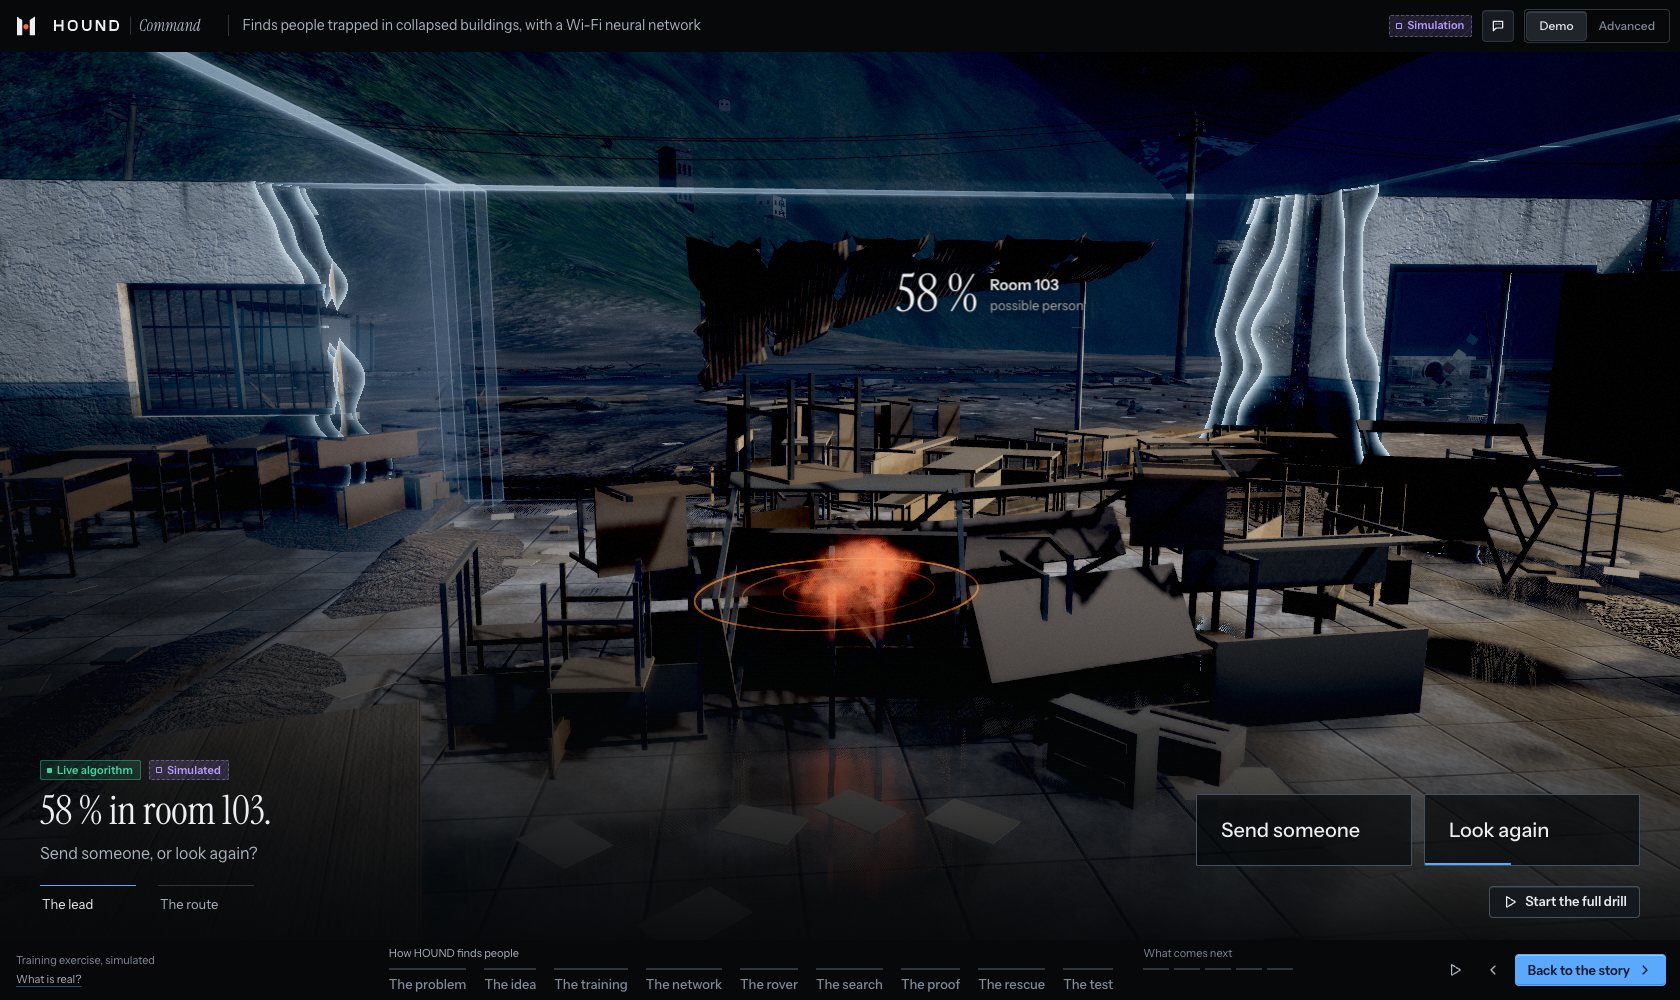 HOUND
Command
Finds people trapped in collapsed buildings, with a Wi-Fi neural network
Simulation
Demo
Advanced
58 %
Room 103
possible person
Live algorithm
Simulated
58 % in room 103.
Send someone, or look again?
The lead
The route
Send someone
Look again
Start the full drill
Training exercise, simulated
What is real?
How HOUND finds people
The problem
The idea
The training
The network
The rover
The search
The proof
The rescue
The test
What comes next
Back to the story